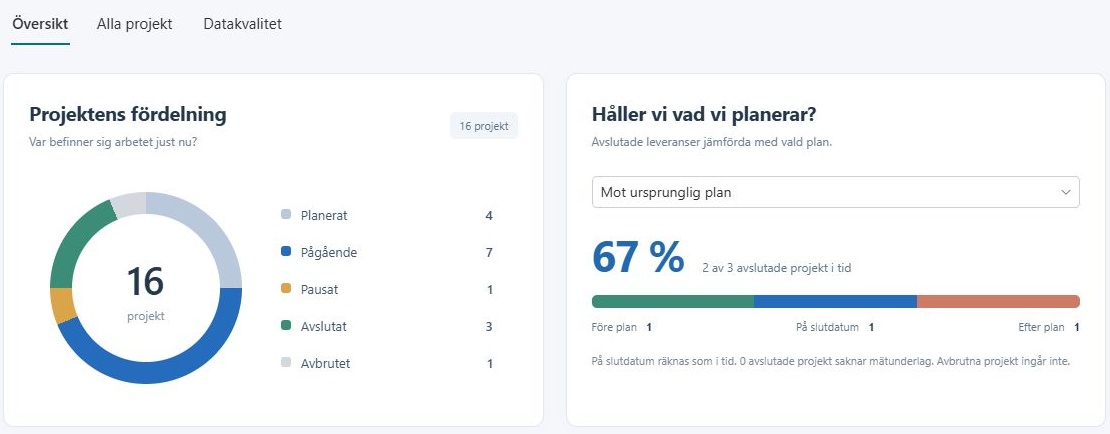 Översikt Alla projekt Datakvalitet
Projektens fördelning
Var befinner sig arbetet just nu?
16 projekt
16
projekt
Planerat 4
Pågående 7
Pausat 1
Avslutat 3
Avbrutet 1
Håller vi vad vi planerar?
Avslutade leveranser jämförda med vald plan.
Mot ursprunglig plan
67 % 2 av 3 avslutade projekt i tid
Före plan 1 På slutdatum 1 Efter plan 1
På slutdatum räknas som i tid. 0 avslutade projekt saknar mätunderlag. Avbrutna projekt ingår inte.